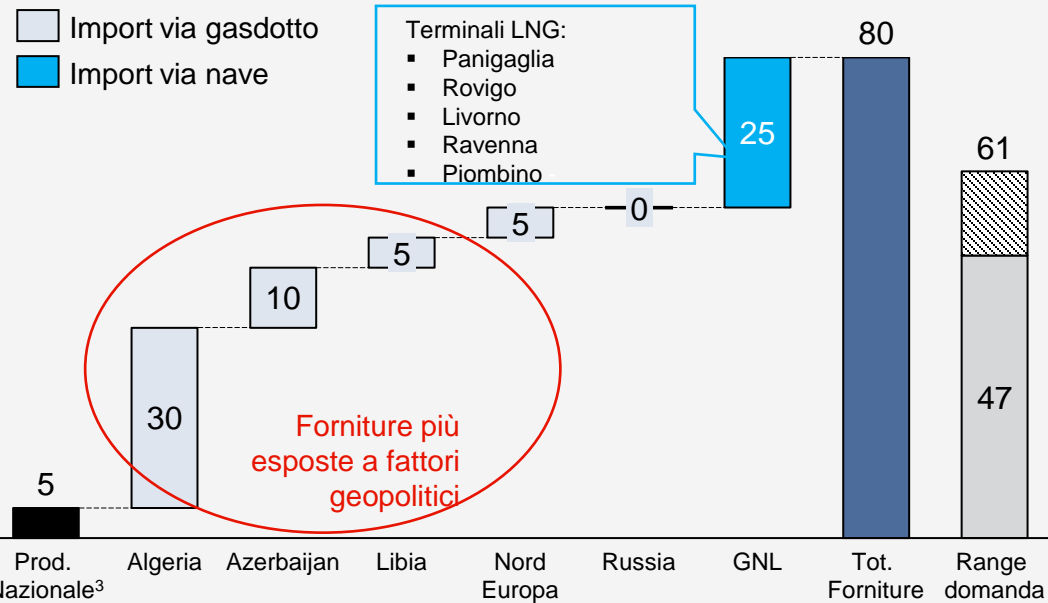 Import via gasdotto
Import via nave
Terminali LNG:
▪ Panigaglia
▪ Rovigo
▪ Livorno
▪ Ravenna
▪ Piombino
80
25
61
0
5
5
10
47
30
Forniture più
esposte a fattori
geopolitici
5
Prod.
Nazionale³
Algeria
Azerbaijan
Libia
Nord
Europa
Russia
GNL
Tot.
Forniture
Range
domanda